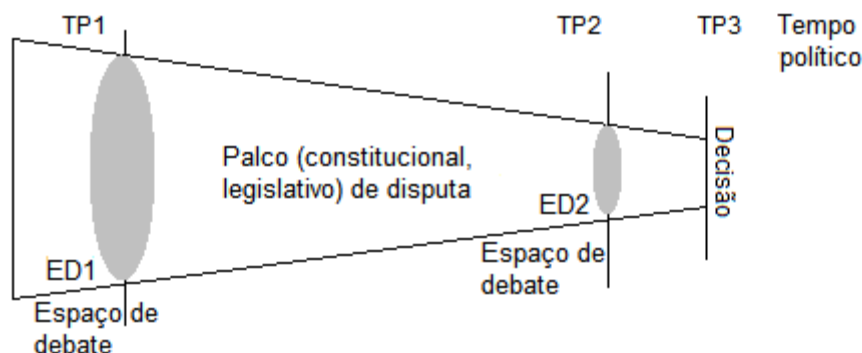 TP1
TP2
TP3
Tempo
político
Palco (constitucional,
legislativo) de disputa
Decisão
ED1
ED2
Espaço de
debate
Espaço de
debate